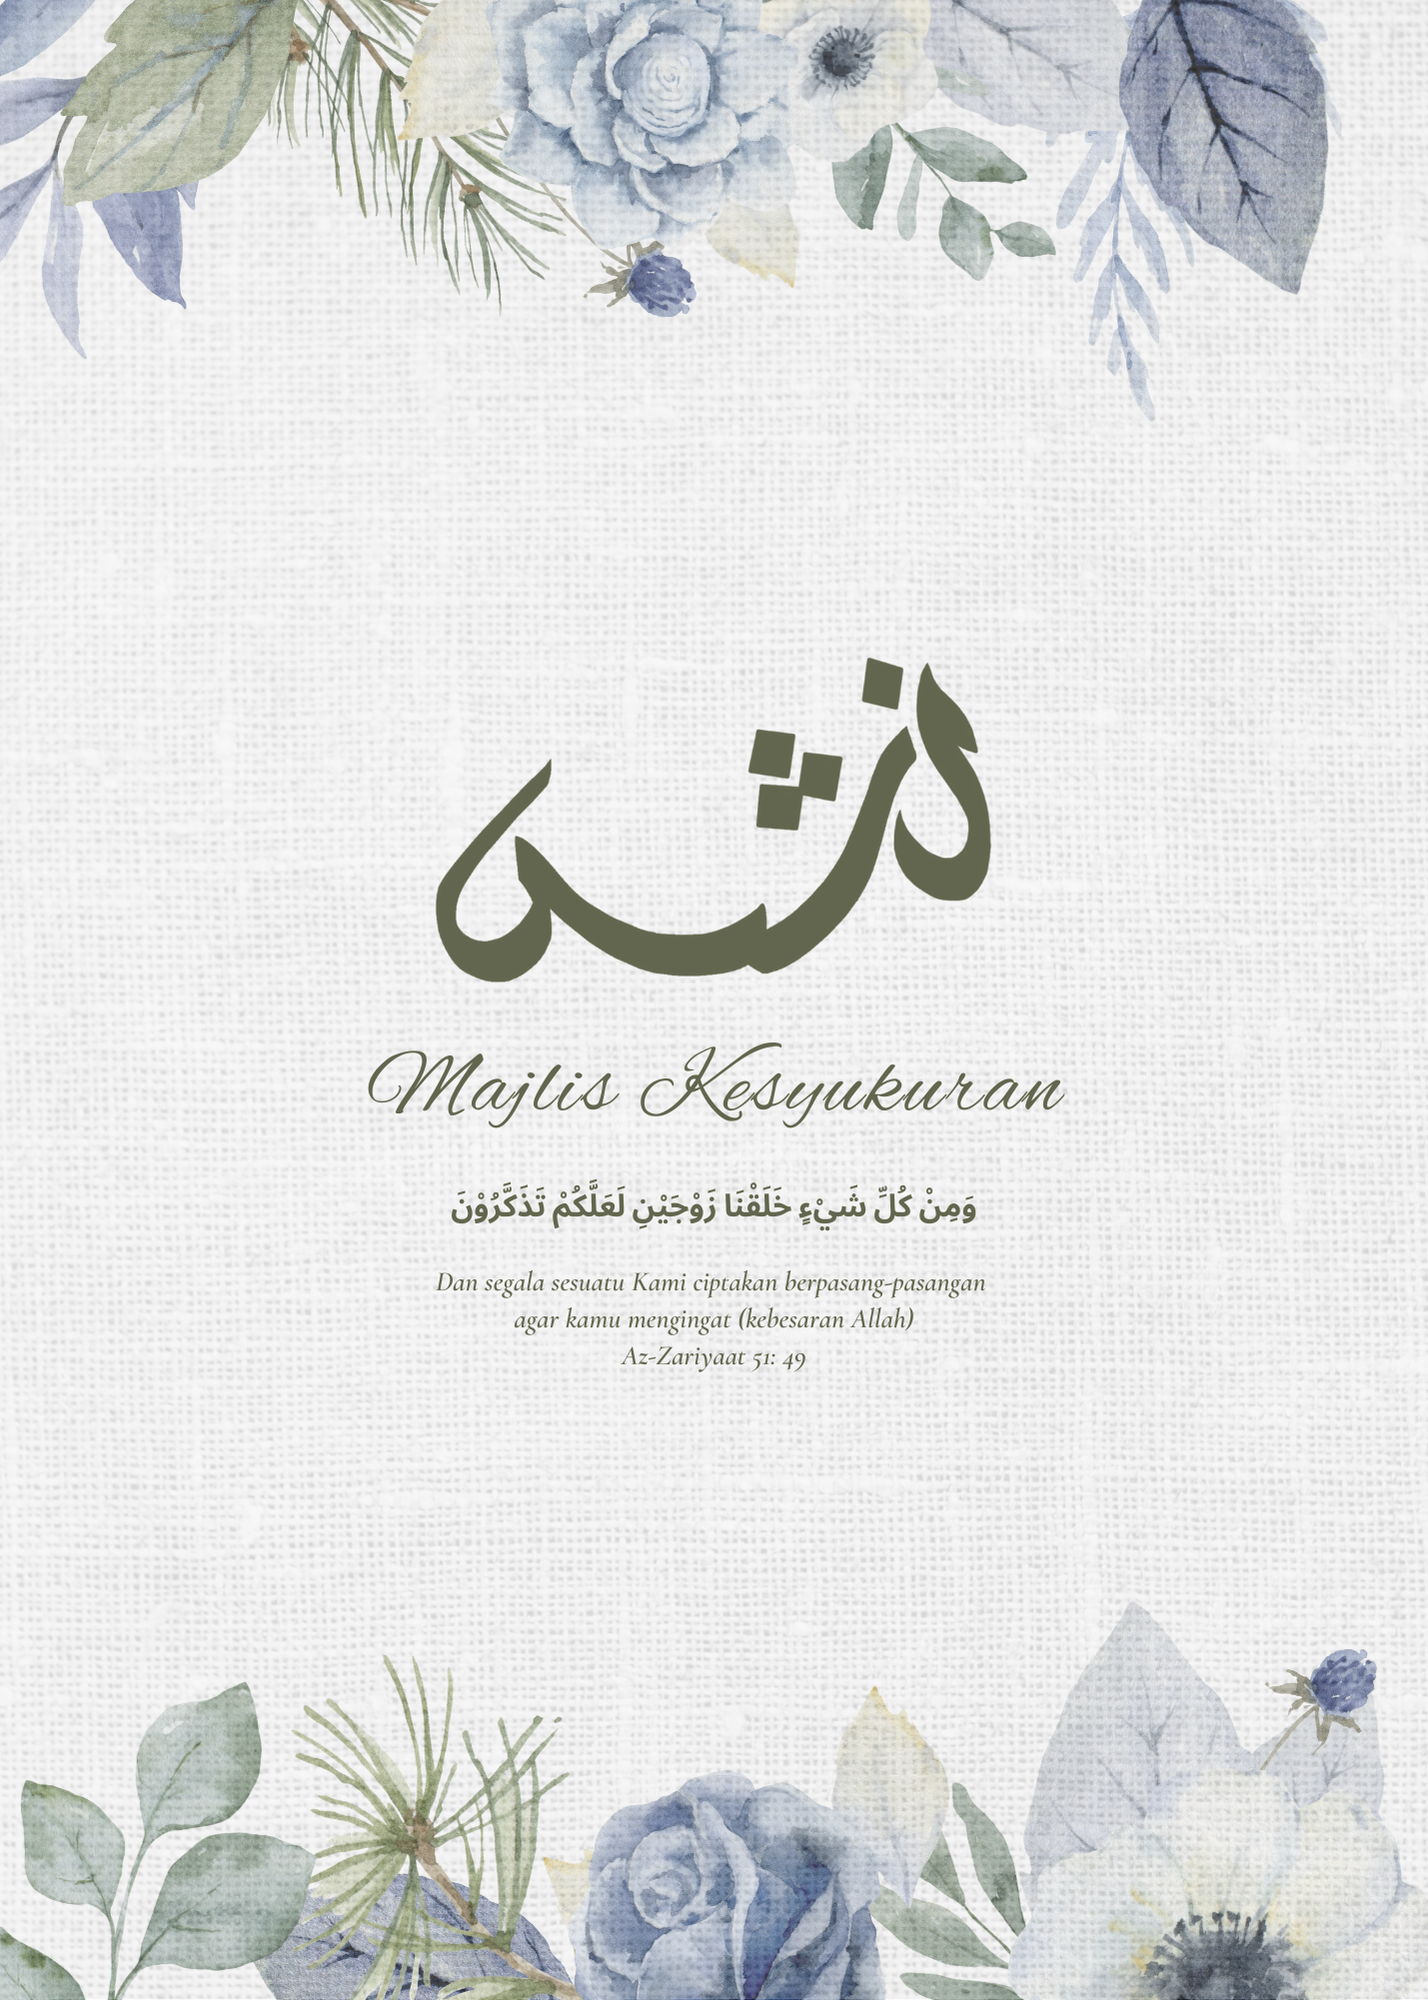 Majlis Kesyukuran
وَمِنْ كُلِّ شَيْءٍ خَلَقْنَا زَوْجَيْنِ لَعَلَّكُمْ تَذَكَّرُوْنَ
Dan segala sesuatu Kami ciptakan berpasang-pasangan
agar kamu mengingat (kebesaran Allah)
Az-Zariyaat 51: 49